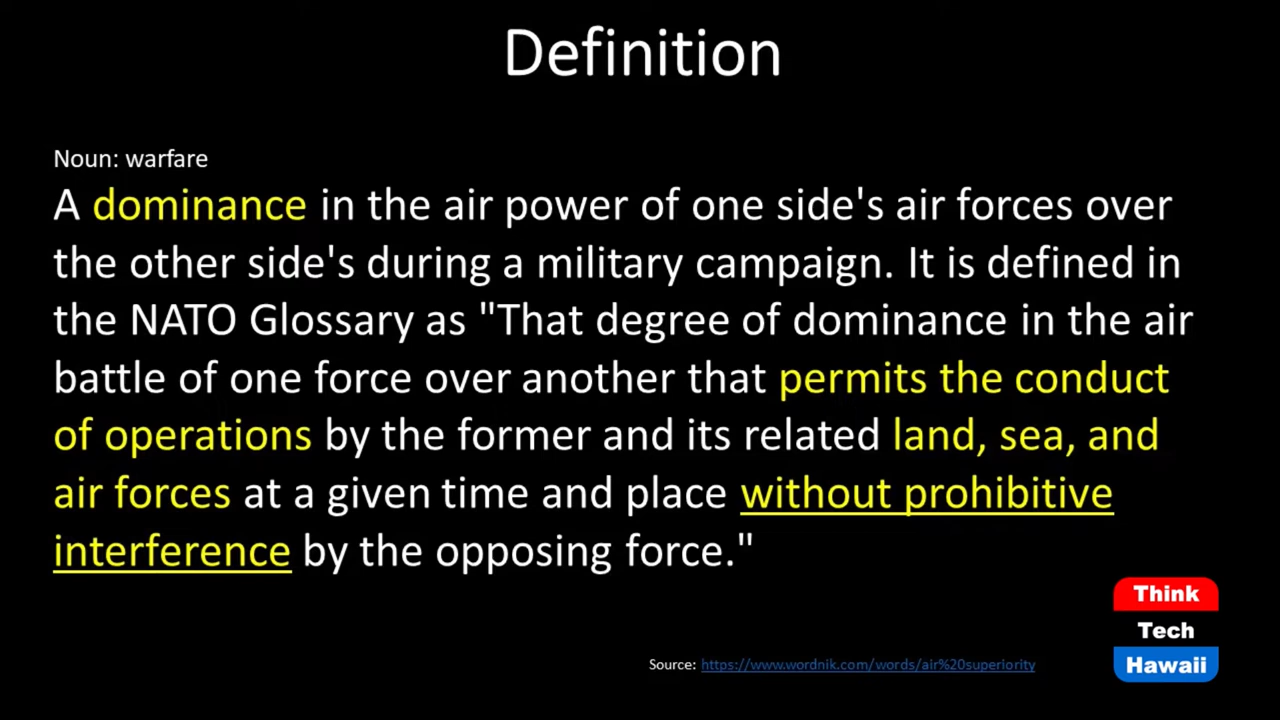 Definition
Noun: warfare
A dominance in the air power of one side's air forces over
the other side's during a military campaign. It is defined in
the NATO Glossary as "That degree of dominance in the air
battle of one force over another that permits the conduct
of operations by the former and its related land, sea, and
air forces at a given time and place without prohibitive
interference by the opposing force."
Think
Tech
Hawaii
Source: https://www.wordnik.com/words/air%20superiority